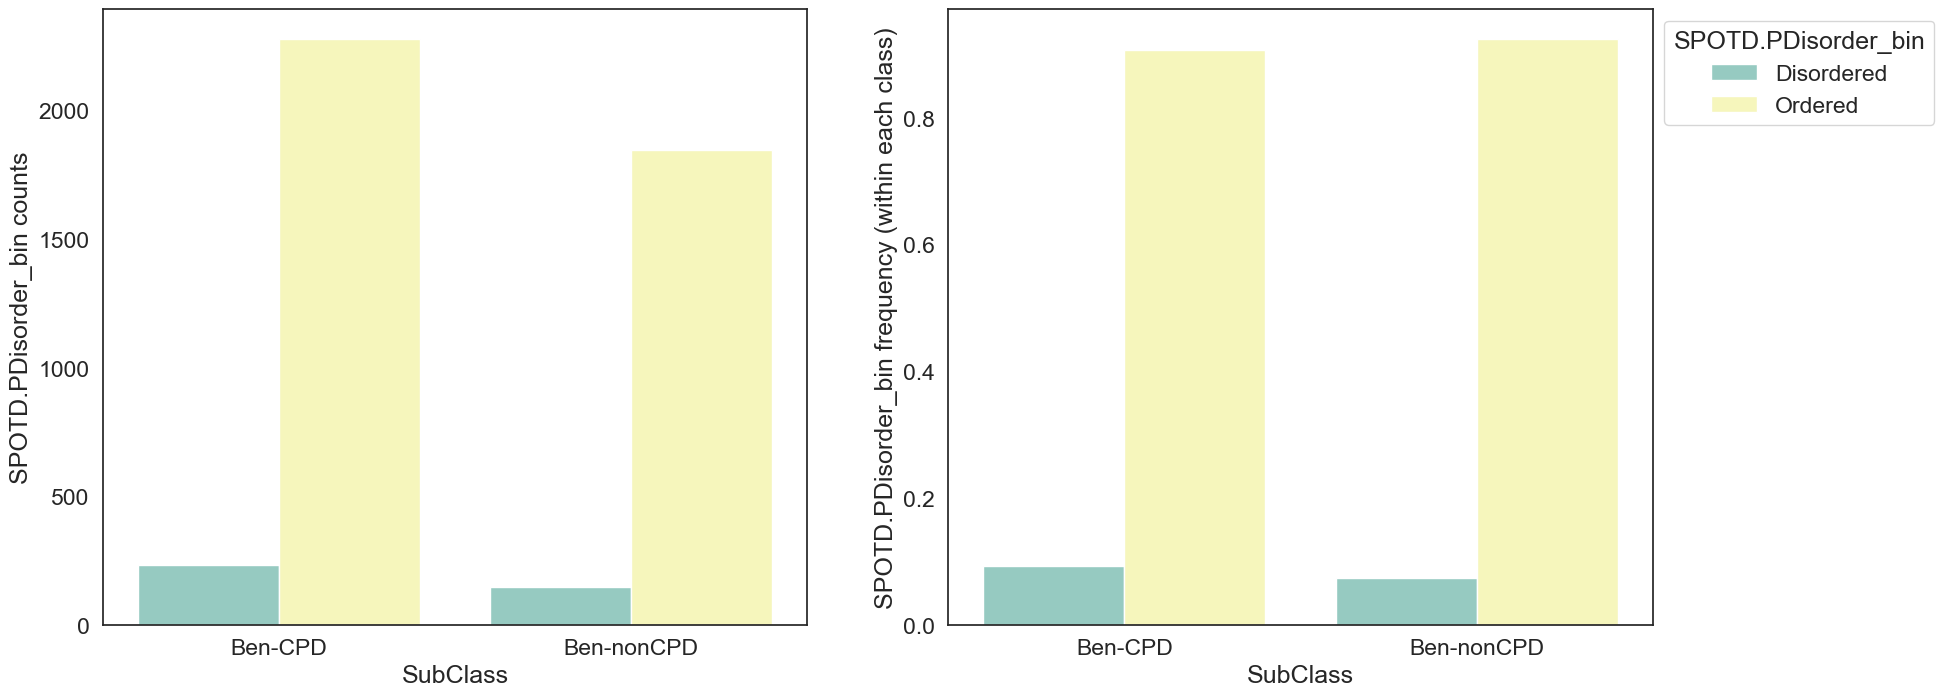 SPOTD.PDisorder_bin counts
2000
1500
1000
500
0
Ben-CPD
Ben-nonCPD
SubClass
SPOTD.PDisorder_bin frequency (within each class)
0.8
0.6
0.4
0.2
0.0
Ben-CPD
Ben-nonCPD
SubClass
SPOTD.PDisorder_bin
Disordered
Ordered